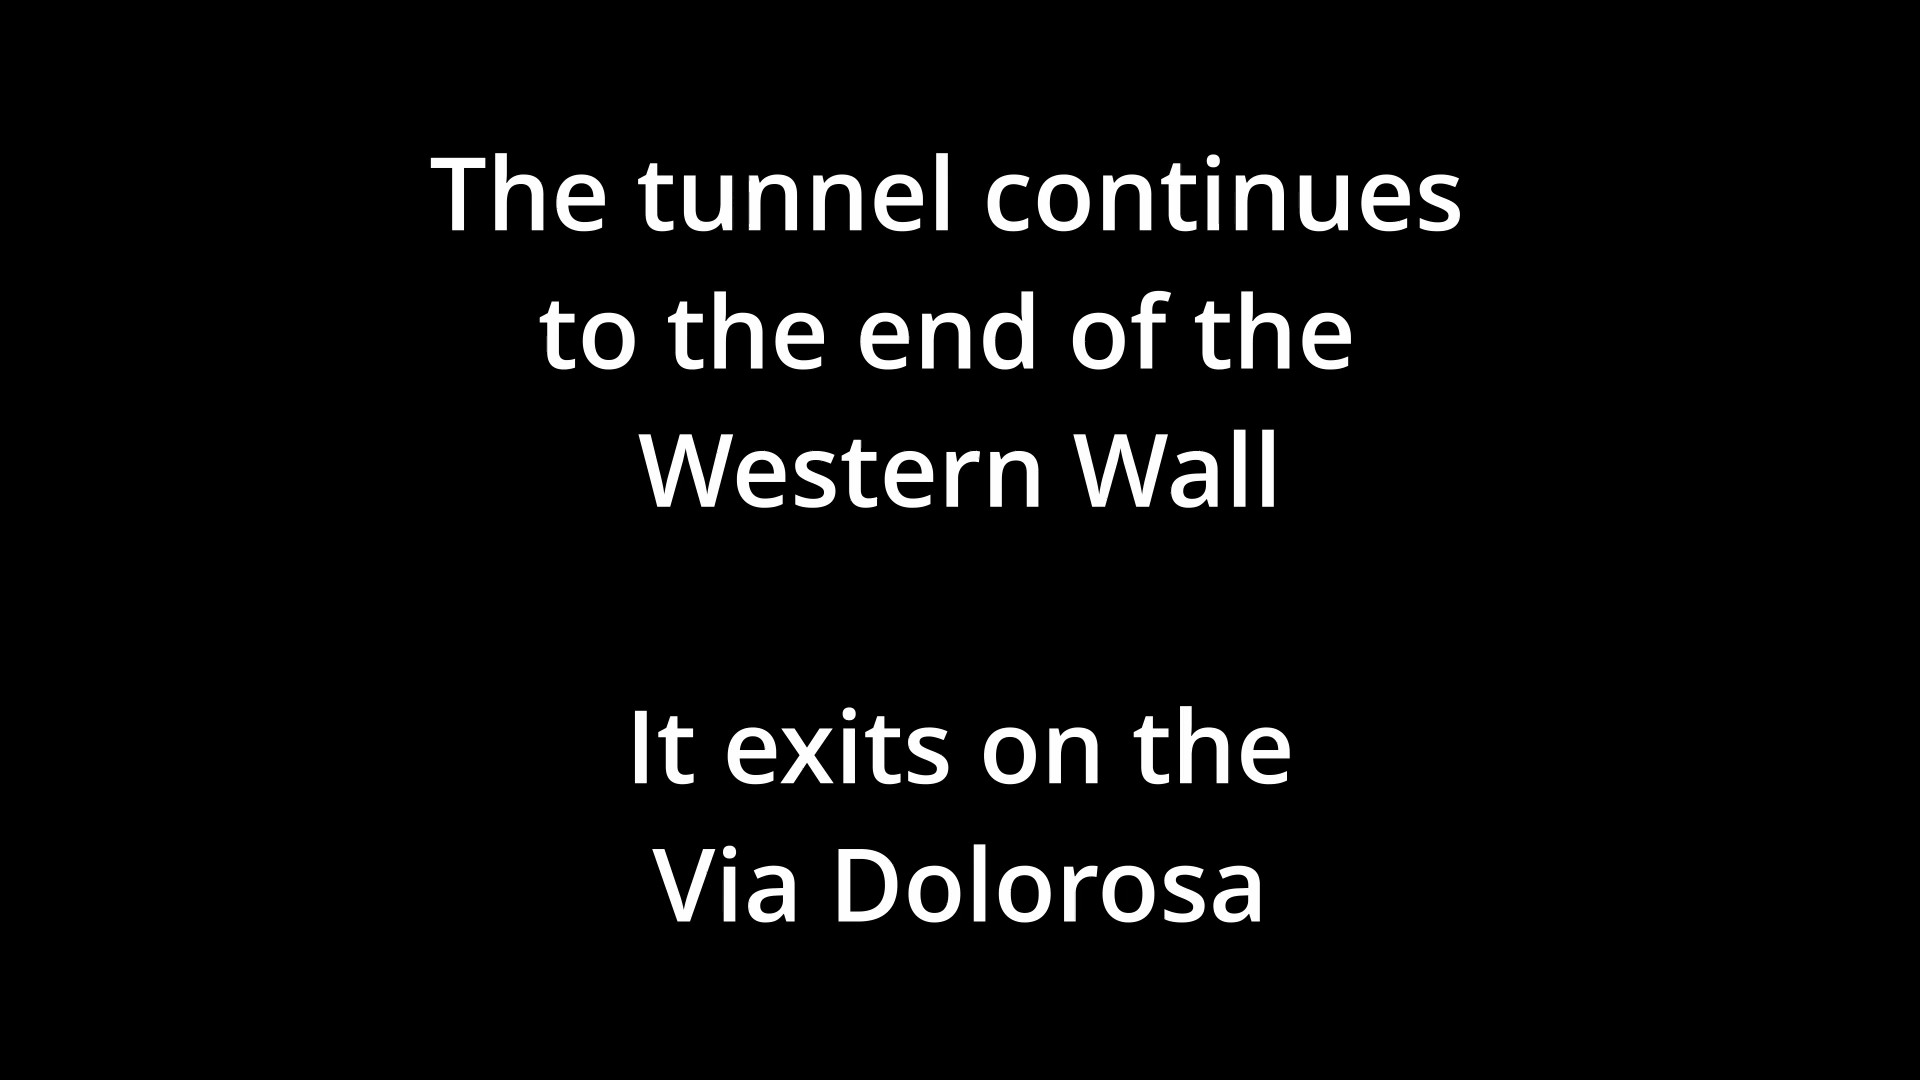 The tunnel continues
to the end of the
Western Wall
It exits on the
Via Dolorosa